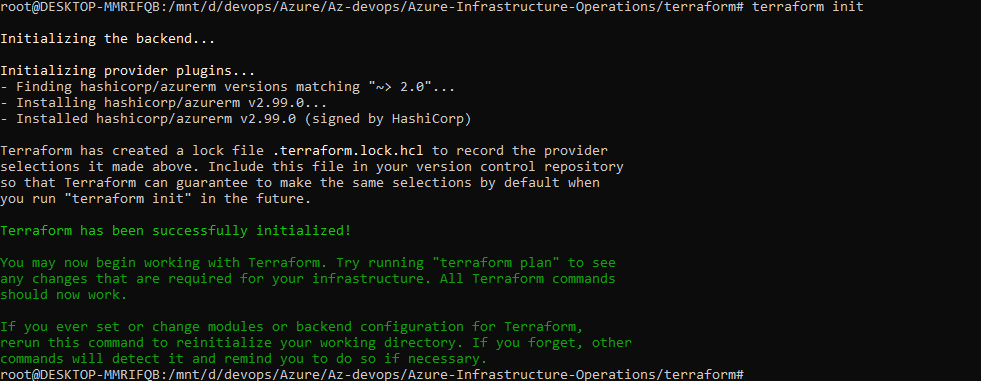 root@DESKTOP-MMRIFQB:/mnt/d/devops/Azure/Az-devops/Azure-Infrastructure-Operations/terraform# terraform init
Initializing the backend...
Initializing provider plugins...
- Finding hashicorp/azurerm versions matching "~> 2.0"...
- Installing hashicorp/azurerm v2.99.0...
- Installed hashicorp/azurerm v2.99.0 (signed by HashiCorp)
Terraform has created a lock file .terraform.lock.hcl to record the provider
selections it made above. Include this file in your version control repository
so that Terraform can guarantee to make the same selections by default when
you run "terraform init" in the future.
Terraform has been successfully initialized!
You may now begin working with Terraform. Try running "terraform plan" to see
any changes that are required for your infrastructure. All Terraform commands
should now work.
If you ever set or change modules or backend configuration for Terraform,
rerun this command to reinitialize your working directory. If you forget, other
commands will detect it and remind you to do so if necessary.
root@DESKTOP-MMRIFQB:/mnt/d/devops/Azure/Az-devops/Azure-Infrastructure-Operations/terraform#